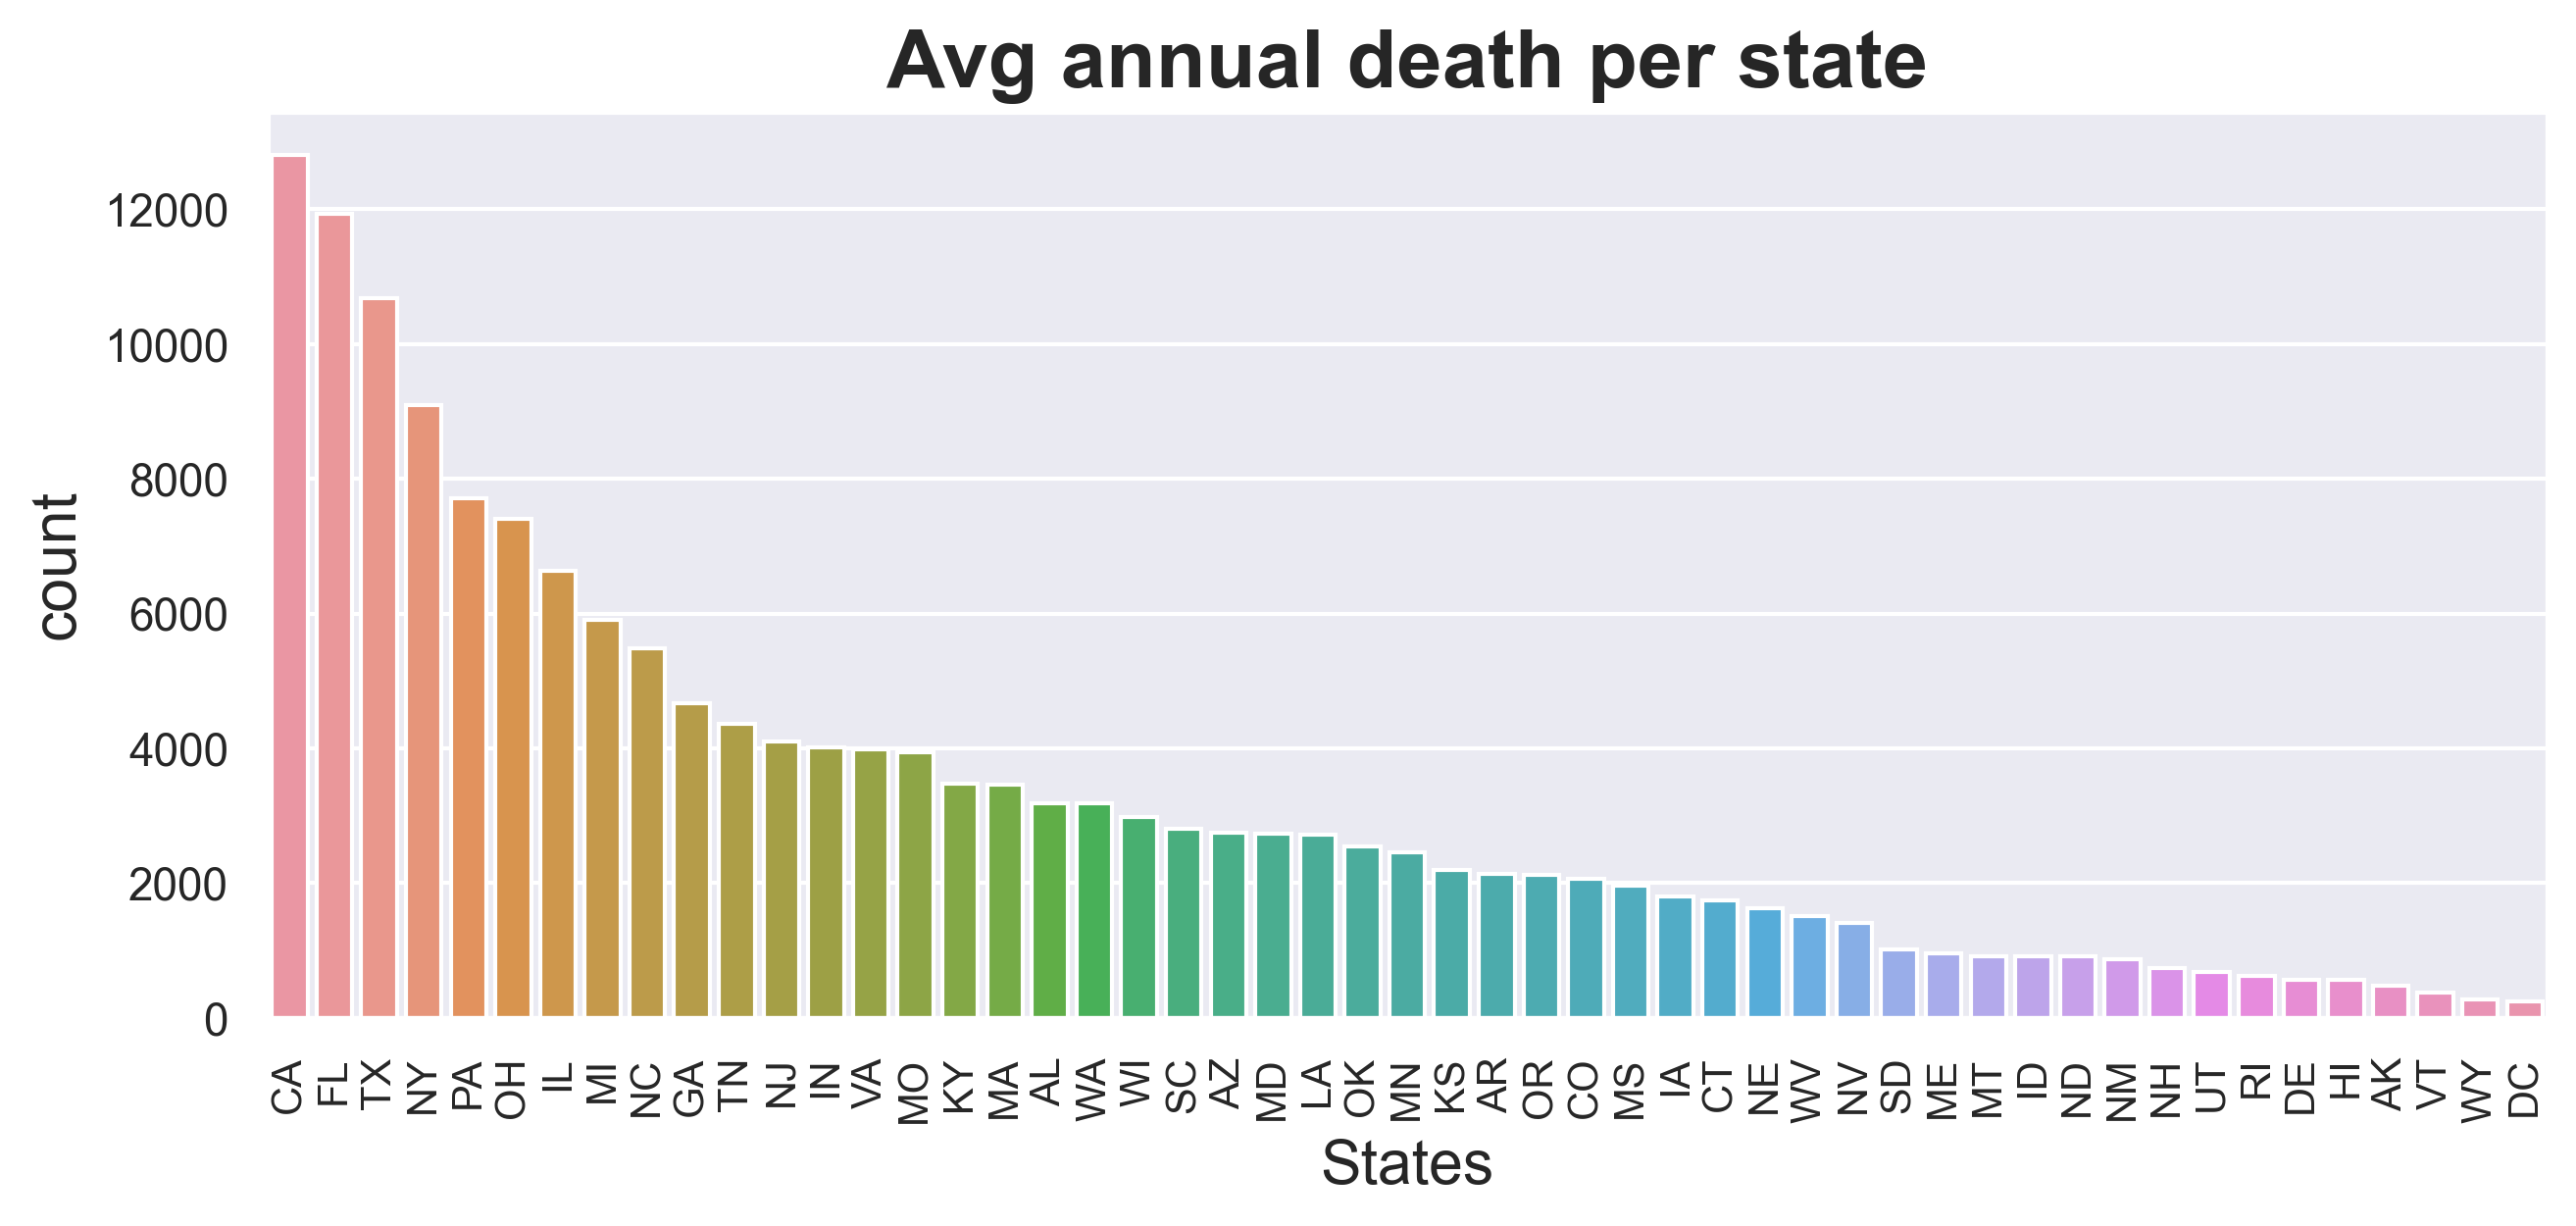 Avg annual death per state
count
12000
10000
8000
6000
4000
2000
0
CA FL TX NY PA OH IL MI NC GA TN NJ IN VA MO KY MA AL WA WI SC AZ MD LA OK MN KS AR OR CO MS IA CT NE WV NV SD ME MT ID ND NM NH UT RI DE HI AK VT WY DC
States